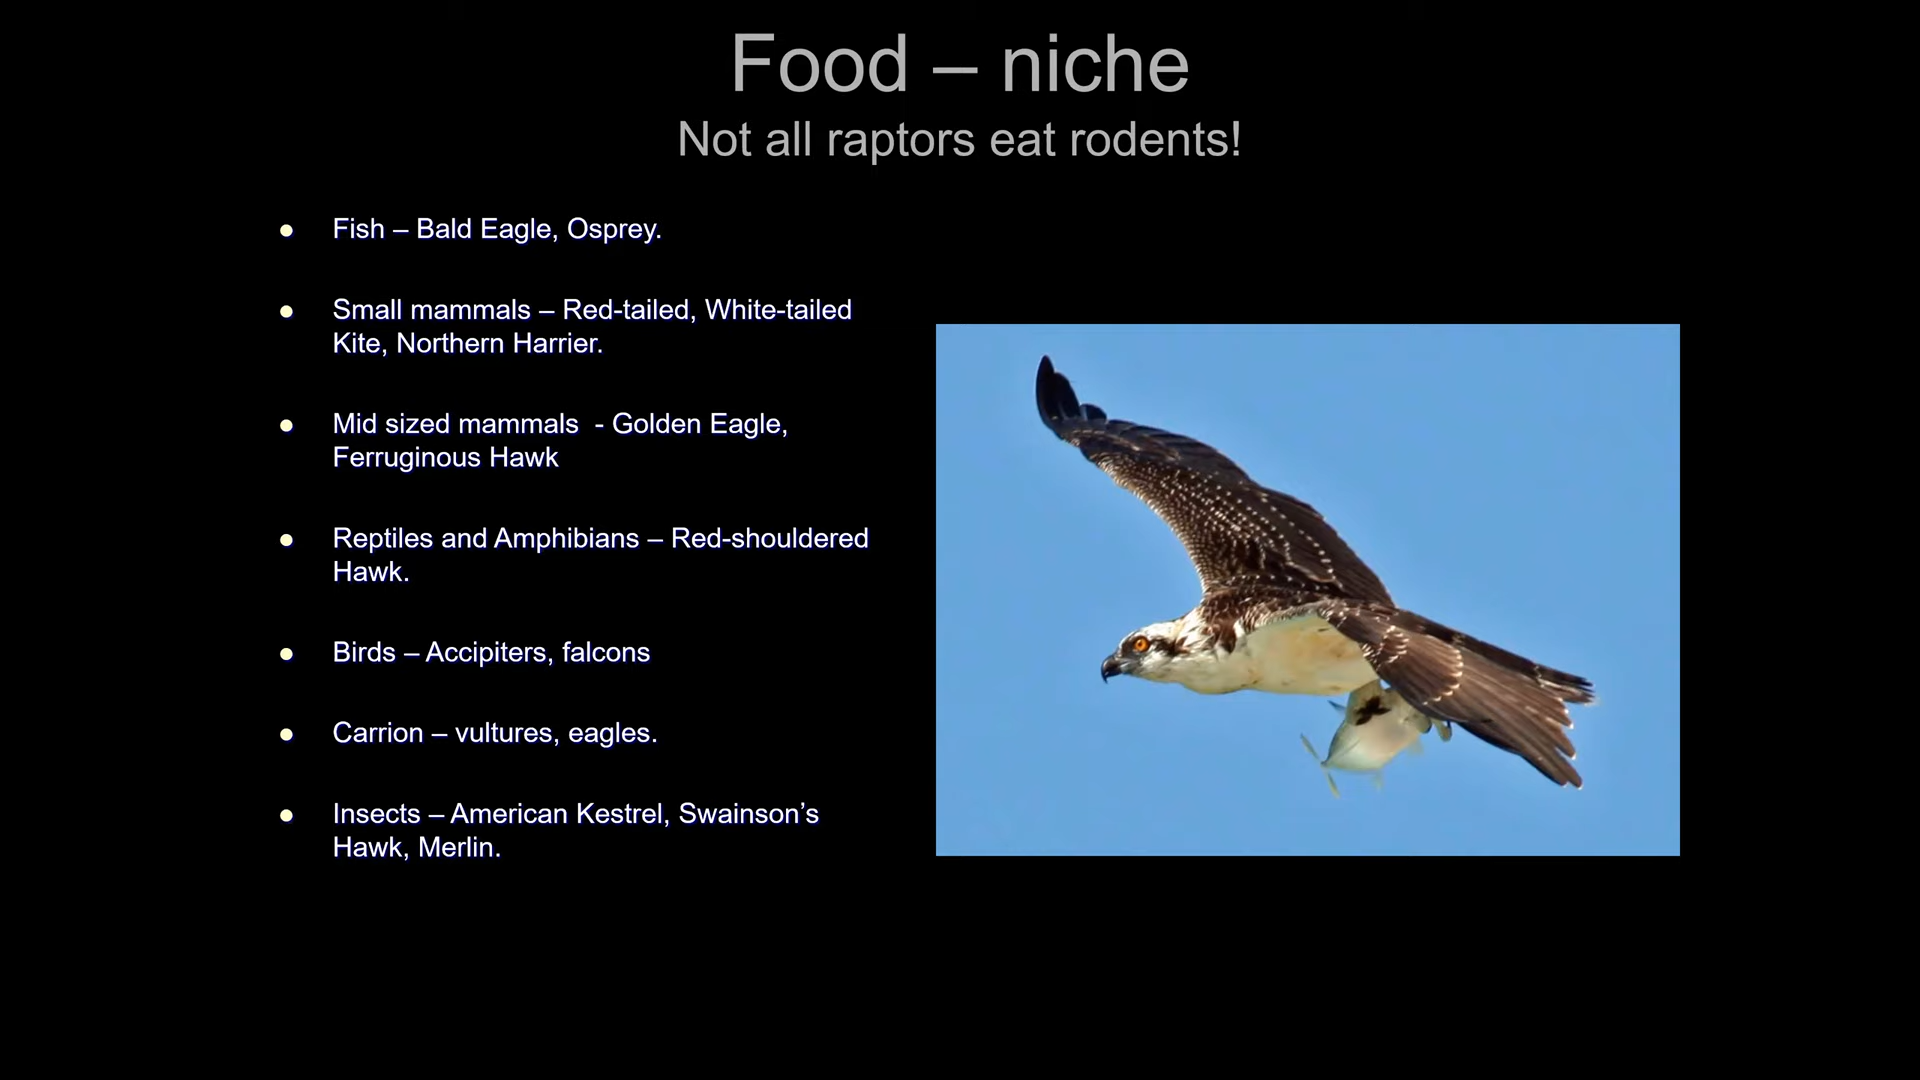 Food – niche
Not all raptors eat rodents!
● Fish – Bald Eagle, Osprey.
● Small mammals – Red-tailed, White-tailed
Kite, Northern Harrier.
● Mid sized mammals  - Golden Eagle,
Ferruginous Hawk
● Reptiles and Amphibians – Red-shouldered
Hawk.
● Birds – Accipiters, falcons
● Carrion – vultures, eagles.
● Insects – American Kestrel, Swainson’s
Hawk, Merlin.